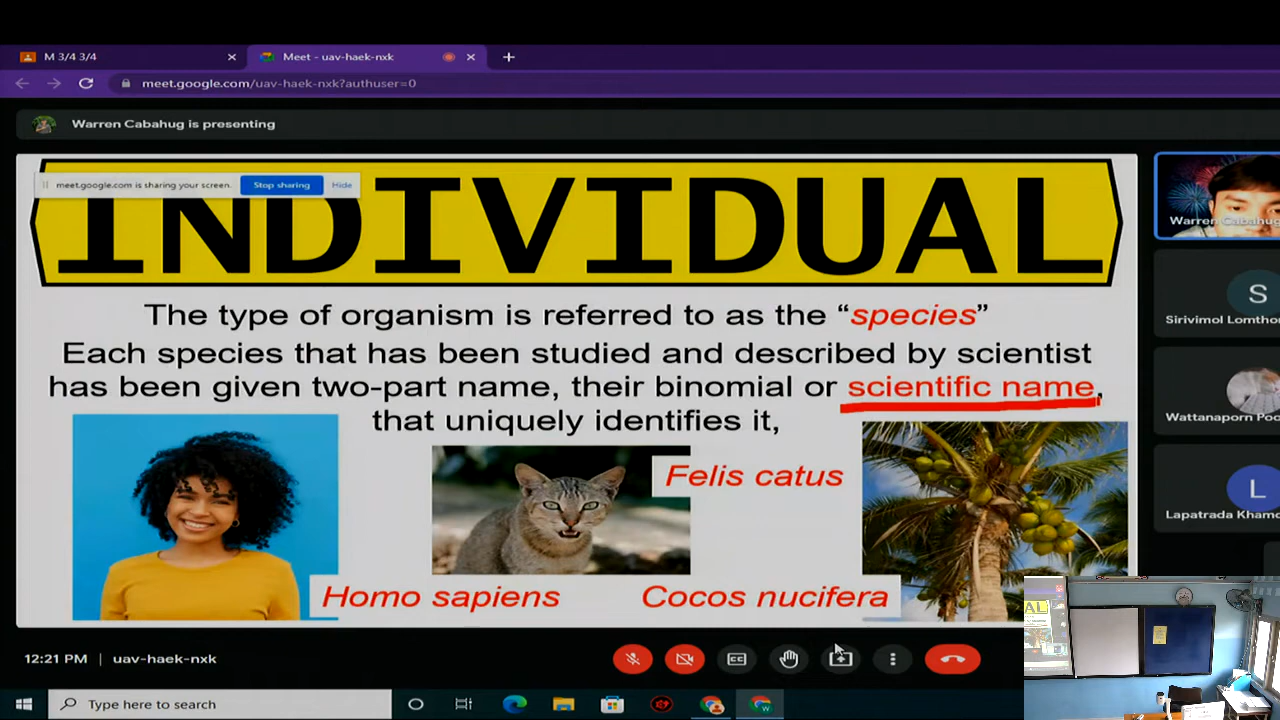 M 3/4 3/4
Meet - uav-haek-nxk
meet.google.com/uav-haek-nxk?authuser=0
Warren Cabahug is presenting
meet.google.com is sharing your screen.
Stop sharing
Hide
INDIVIDUAL
The type of organism is referred to as the “species”
Each species that has been studied and described by scientist
has been given two-part name, their binomial or scientific name,
that uniquely identifies it,
Felis catus
Homo sapiens
Cocos nucifera
Warren Cabahug
S
Sirivimol Lomthon
Wattanaporn Poo
L
Lapatrada Khamo
12:21 PM
uav-haek-nxk
Type here to search
UAL